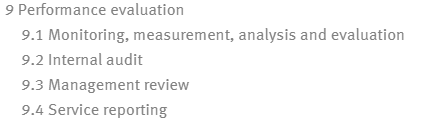 9 Performance evaluation
9.1 Monitoring, measurement, analysis and evaluation
9.2 Internal audit
9.3 Management review
9.4 Service reporting